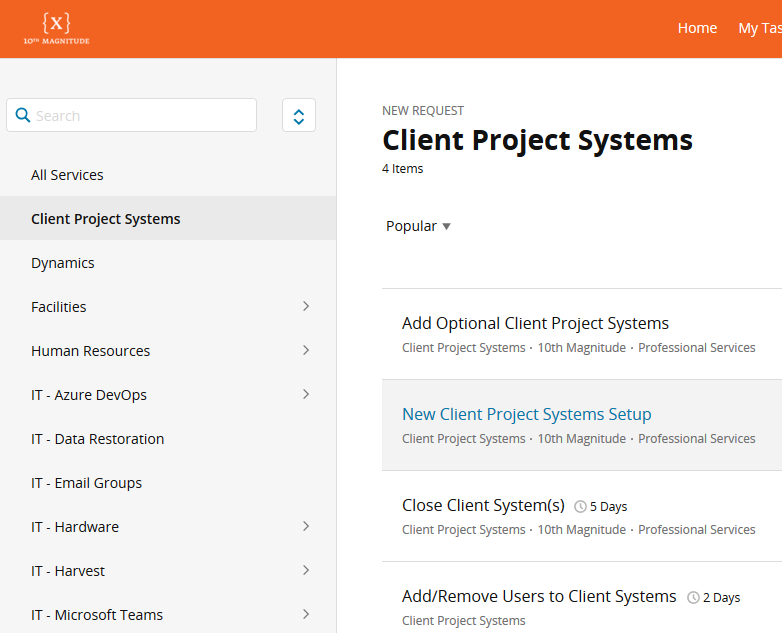 {X}
10TH MAGNITUDE
Home
My Tas
Search
All Services
Client Project Systems
Dynamics
Facilities
Human Resources
IT - Azure DevOps
IT - Data Restoration
IT - Email Groups
IT - Hardware
IT - Harvest
IT - Microsoft Teams
NEW REQUEST
Client Project Systems
4 Items
Popular
Add Optional Client Project Systems
Client Project Systems · 10th Magnitude · Professional Services
New Client Project Systems Setup
Client Project Systems · 10th Magnitude · Professional Services
Close Client System(s) 5 Days
Client Project Systems · 10th Magnitude · Professional Services
Add/Remove Users to Client Systems 2 Days
Client Project Systems